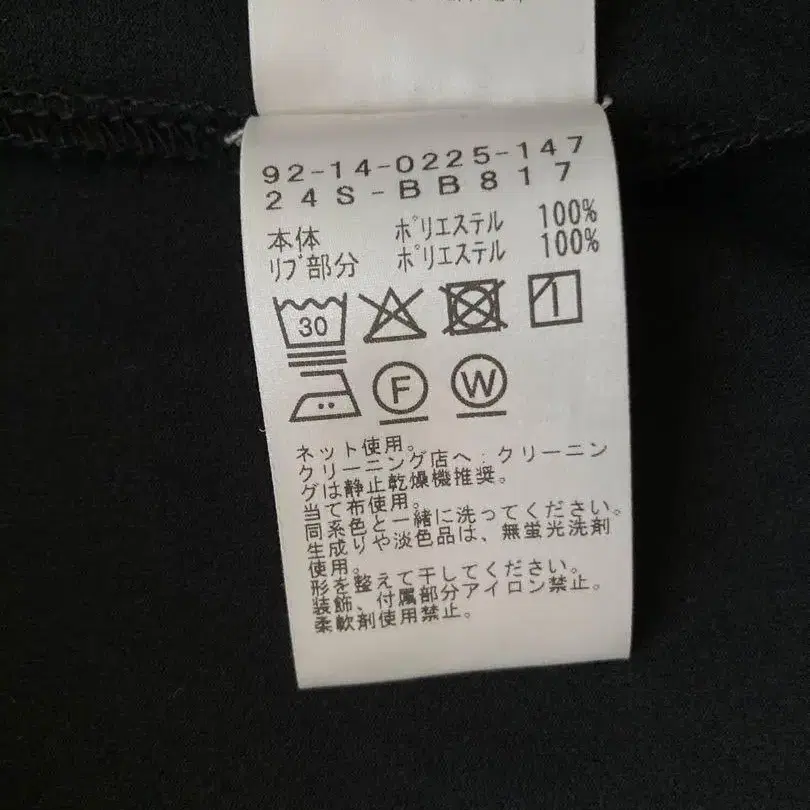 92-14-0225-147
24S-BB817
本体 ポリエステル 100%
リブ部分 ポリエステル 100%
30
F W
ネット使用。
クリーニング店へ：クリーニン
グは静止乾燥機推奨。
当て布使用。
同系色と一緒に洗ってください。
生成りや淡色品は、無蛍光洗剤
使用。
形を整えて干してください。
装飾、付属部分アイロン禁止。
柔軟剤使用禁止。